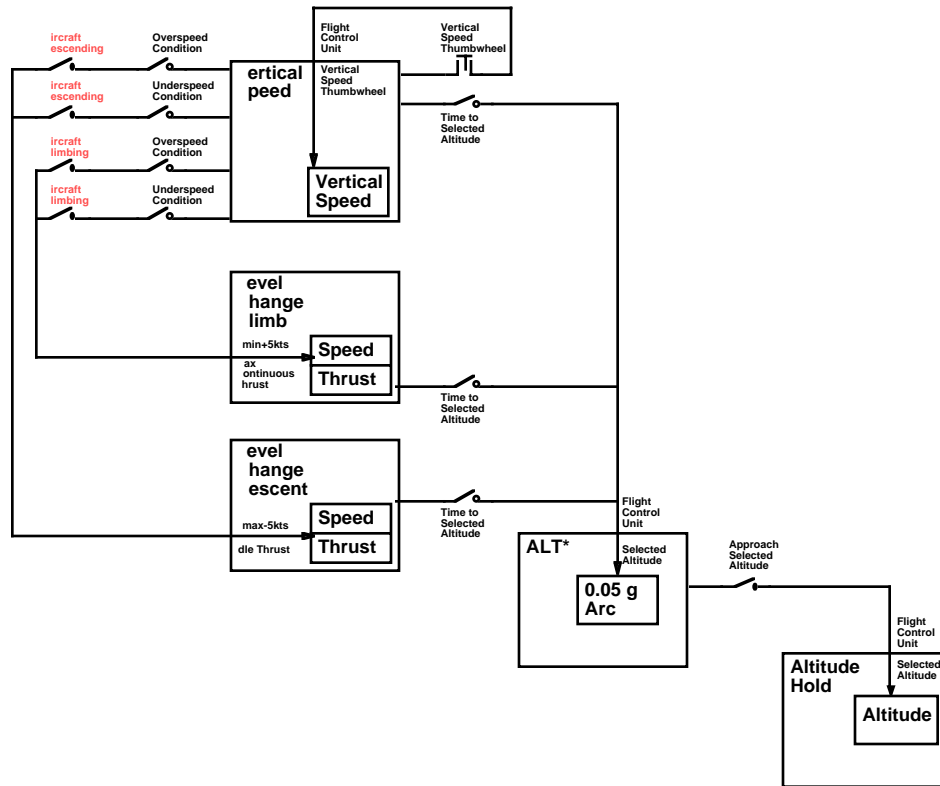 ircraft
escending
Overspeed
Condition
Flight
Control
Unit
Vertical
Speed
Thumbwheel
ertical
peed
Vertical
Speed
Thumbwheel
ircraft
escending
Underspeed
Condition
Time to
Selected
Altitude
ircraft
limbing
Overspeed
Condition
Vertical
Speed
ircraft
limbing
Underspeed
Condition
evel
hange
limb
min+5kts
Speed
ax
ontinuous
hrust
Thrust
Time to
Selected
Altitude
evel
hange
escent
max-5kts
Speed
dle Thrust
Thrust
Time to
Selected
Altitude
Flight
Control
Unit
ALT*
Selected
Altitude
0.05 g
Arc
Approach
Selected
Altitude
Flight
Control
Unit
Altitude
Hold
Selected
Altitude
Altitude